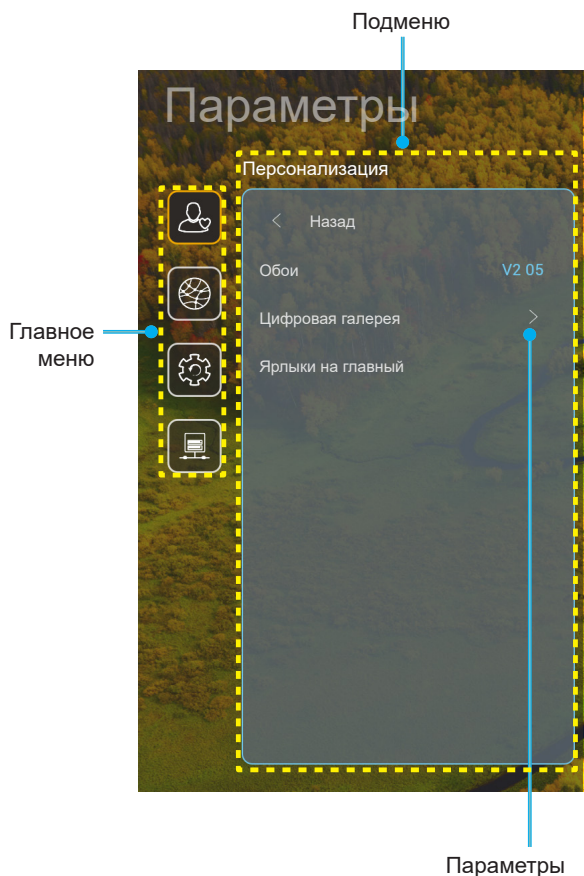 Подменю
Параметры
Персонализация
Назад
Обои V2 05
Цифровая галерея
Ярлыки на главный
Главное
меню
Параметры